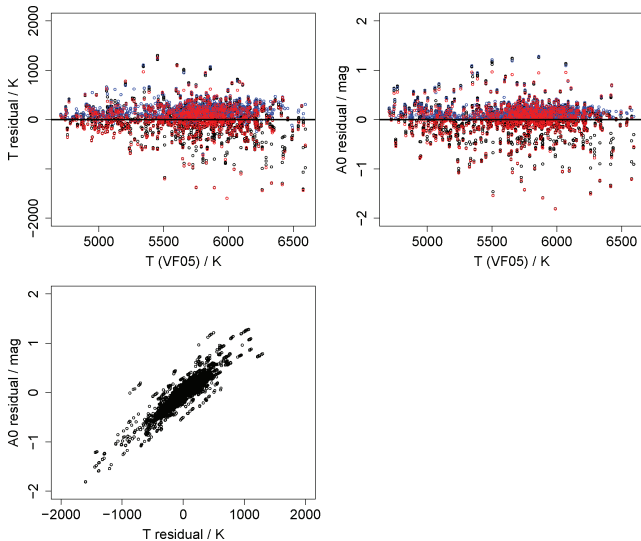 2000
1000
0
−2000
T residual / K
5000 5500 6000 6500
T (VF05) / K
2
1
0
−1
−2
A0 residual / mag
5000 5500 6000 6500
T (VF05) / K
2
1
0
−1
−2
A0 residual / mag
−2000 −1000 0 1000 2000
T residual / K